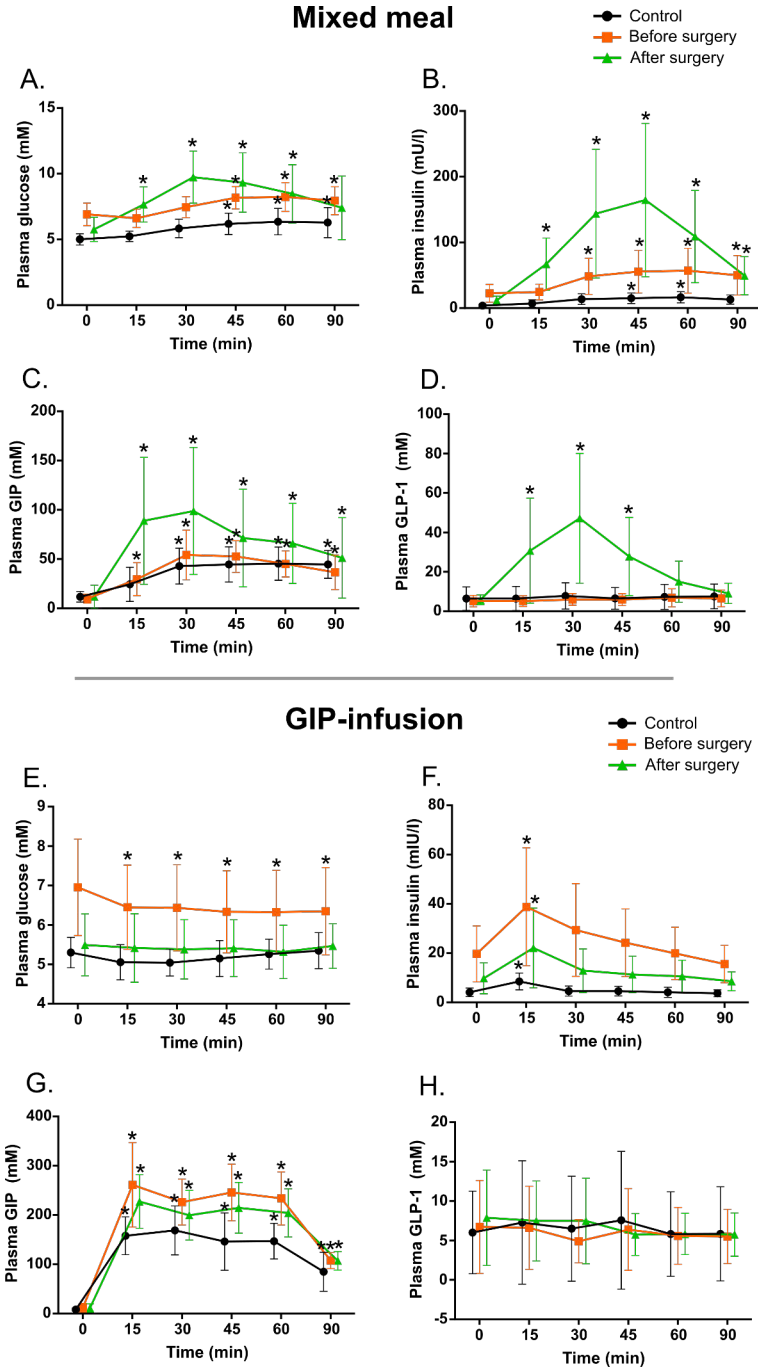 Mixed meal
Control
Before surgery
After surgery
A.
Plasma glucose (mM)
15
10
5
0
0 15 30 45 60 90
Time (min)
* * * * * * * * * *
B.
Plasma insulin (mU/l)
300
200
100
0
0 15 30 45 60 90
Time (min)
* * * * * * * * * * * *
C.
Plasma GIP (mM)
200
150
100
50
0
0 15 30 45 60 90
Time (min)
* * * * * * * * * * * * * *
D.
Plasma GLP-1 (mM)
100
80
60
40
20
0
0 15 30 45 60 90
Time (min)
* * *
GIP-infusion
Control
Before surgery
After surgery
E.
Plasma glucose (mM)
9
8
7
6
5
4
0 15 30 45 60 90
Time (min)
* * * * *
F.
Plasma insulin (mIU/l)
80
60
40
20
0
0 15 30 45 60 90
Time (min)
* * *
G.
Plasma GIP (mM)
400
300
200
100
0
0 15 30 45 60 90
Time (min)
* * * * * * * * * * * * * * *
H.
Plasma GLP-1 (mM)
20
15
10
5
0
-5
0 15 30 45 60 90
Time (min)